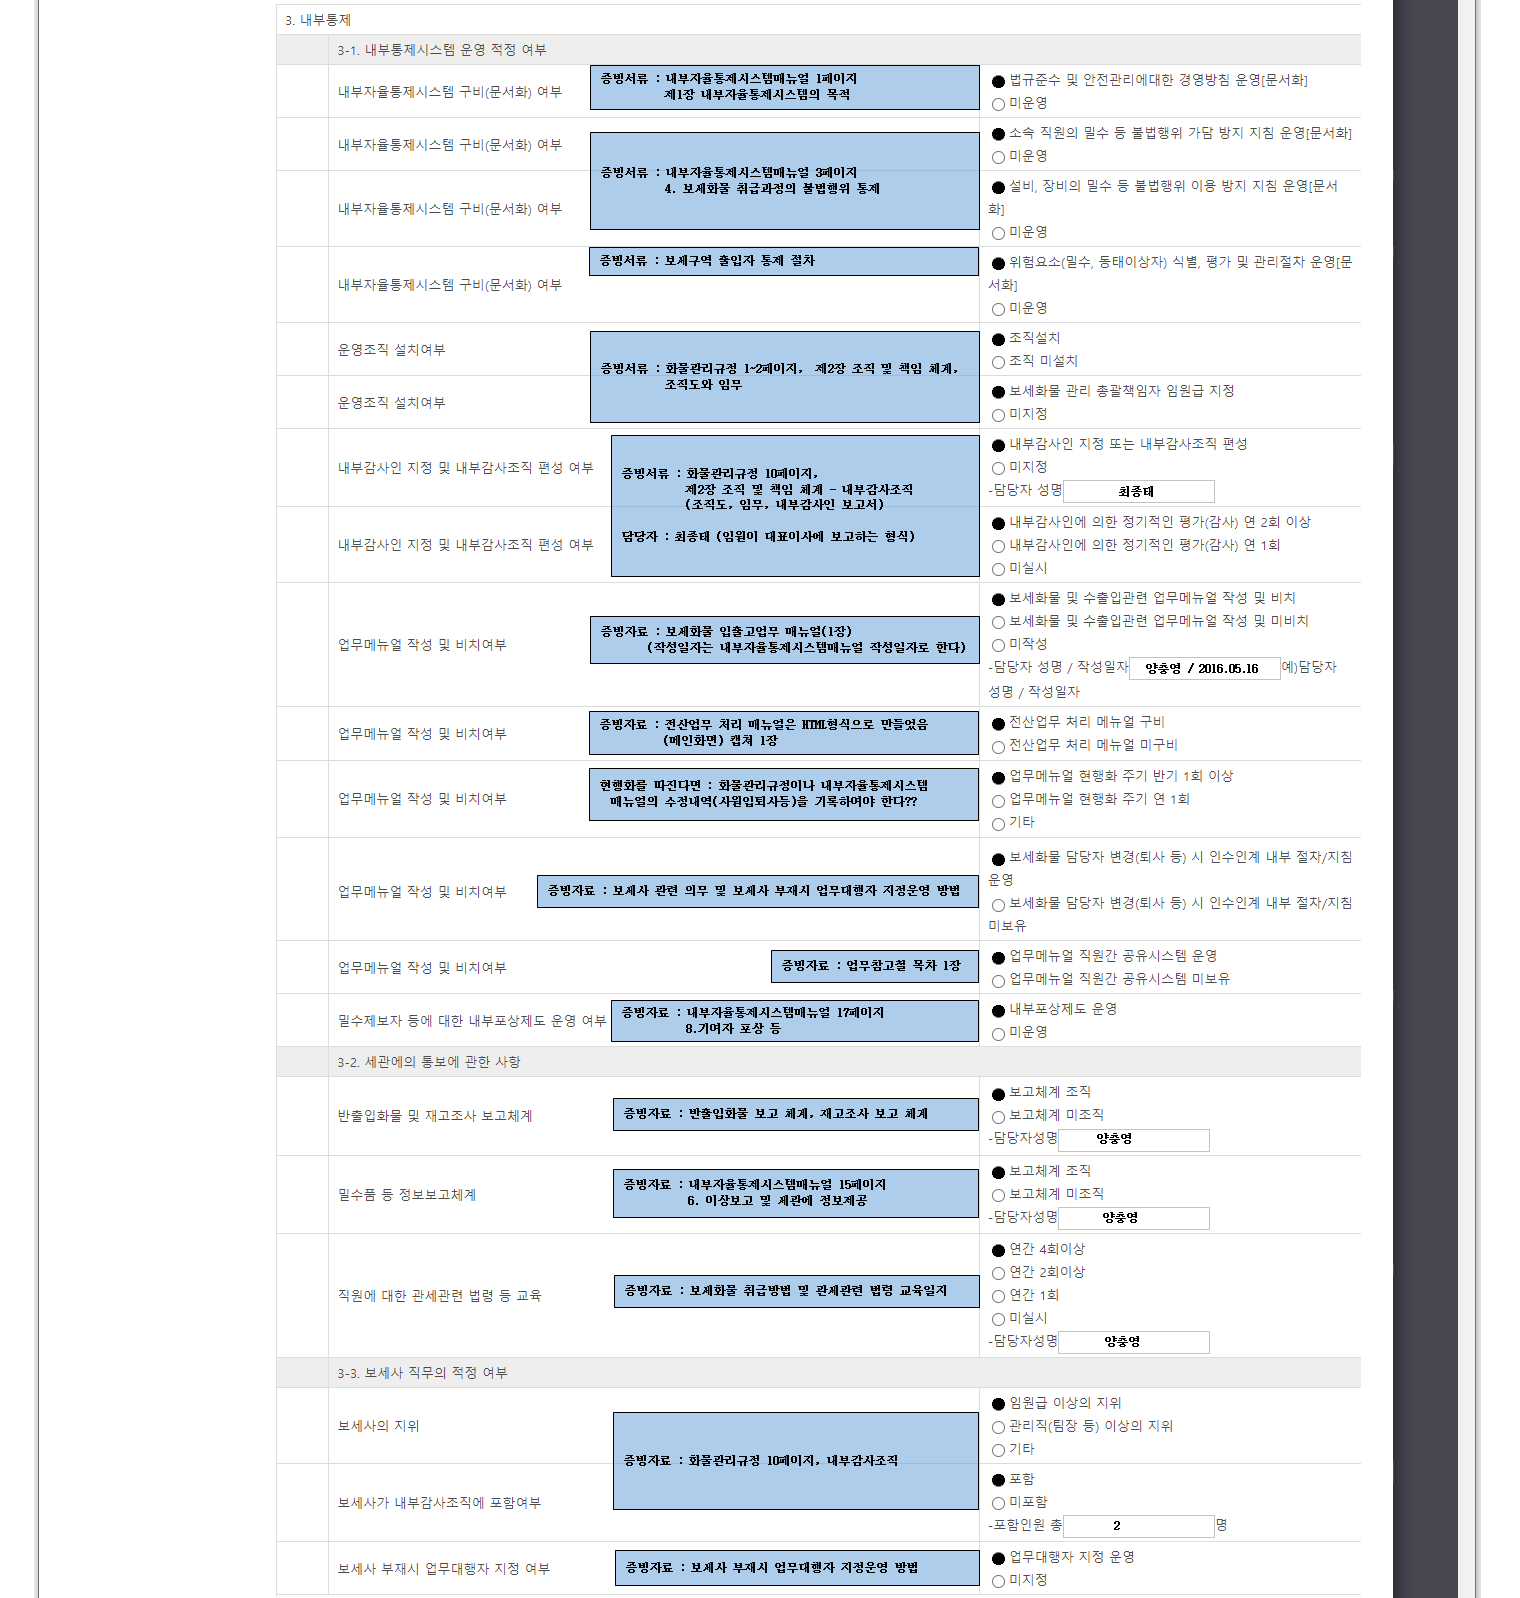 3. 내부통제
3-1. 내부통제시스템 운영 적정 여부
내부자율통제시스템 구비(문서화) 여부
증빙서류 : 내부자율통제시스템매뉴얼 1페이지
제1장 내부자율통제시스템의 목적
법규준수 및 안전관리에대한 경영방침 운영[문서화]
미운영
내부자율통제시스템 구비(문서화) 여부
소속 직원의 밀수 등 불법행위 가담 방지 지침 운영[문서화]
미운영
증빙서류 : 내부자율통제시스템매뉴얼 3페이지
4. 보세화물 취급과정의 불법행위 통제
내부자율통제시스템 구비(문서화) 여부
설비, 장비의 밀수 등 불법행위 이용 방지 지침 운영[문서
화]
미운영
내부자율통제시스템 구비(문서화) 여부
증빙서류 : 보세구역 출입자 통제 절차
위험요소(밀수, 동태이상자) 식별, 평가 및 관리절차 운영[문
서화]
미운영
운영조직 설치여부
조직설치
조직 미설치
증빙서류 : 화물관리규정 1~2페이지, 제2장 조직 및 책임 체계,
조직도와 임무
운영조직 설치여부
보세화물 관리 총괄책임자 임원급 지정
미지정
내부감사인 지정 및 내부감사조직 편성 여부
증빙서류 : 화물관리규정 10페이지,
제2장 조직 및 책임 체계 - 내부감사조직
(조직도, 임무, 내부감사인 보고서)
담당자 : 최종태 (임원이 대표이사에 보고하는 형식)
내부감사인 지정 또는 내부감사조직 편성
미지정
-담당자 성명 최종태
내부감사인 지정 및 내부감사조직 편성 여부
내부감사인에 의한 정기적인 평가(감사) 연 2회 이상
내부감사인에 의한 정기적인 평가(감사) 연 1회
미실시
업무메뉴얼 작성 및 비치여부
증빙자료 : 보세화물 입출고업무 매뉴얼(1장)
(작성일자는 내부자율통제시스템매뉴얼 작성일자로 한다)
보세화물 및 수출입관련 업무메뉴얼 작성 및 비치
보세화물 및 수출입관련 업무메뉴얼 작성 및 미비치
미작성
-담당자 성명 / 작성일자 양충영 / 2016.05.16 예)담당자
성명 / 작성일자
업무메뉴얼 작성 및 비치여부
증빙자료 : 전산업무 처리 매뉴얼은 HTML형식으로 만들었음
(메인화면) 캡쳐 1장
전산업무 처리 메뉴얼 구비
전산업무 처리 메뉴얼 미구비
업무메뉴얼 작성 및 비치여부
현행화를 따진다면 : 화물관리규정이나 내부자율통제시스템
매뉴얼의 수정내역(사원입퇴사등)을 기록하여야 한다??
업무메뉴얼 현행화 주기 반기 1회 이상
업무메뉴얼 현행화 주기 연 1회
기타
업무메뉴얼 작성 및 비치여부
증빙자료 : 보세사 관련 의무 및 보세사 부재시 업무대행자 지정운영 방법
보세화물 담당자 변경(퇴사 등) 시 인수인계 내부 절차/지침
운영
보세화물 담당자 변경(퇴사 등) 시 인수인계 내부 절차/지침
미보유
업무메뉴얼 작성 및 비치여부
증빙자료 : 업무참고철 목차 1장
업무메뉴얼 직원간 공유시스템 운영
업무메뉴얼 직원간 공유시스템 미보유
밀수제보자 등에 대한 내부포상제도 운영 여부
증빙자료 : 내부자율통제시스템매뉴얼 17페이지
8.기여자 포상 등
내부포상제도 운영
미운영
3-2. 세관에의 통보에 관한 사항
반출입화물 및 재고조사 보고체계
증빙자료 : 반출입화물 보고 체계, 재고조사 보고 체계
보고체계 조직
보고체계 미조직
-담당자성명 양충영
밀수품 등 정보보고체계
증빙자료 : 내부자율통제시스템매뉴얼 15페이지
6. 이상보고 및 세관에 정보제공
보고체계 조직
보고체계 미조직
-담당자성명 양충영
직원에 대한 관세관련 법령 등 교육
증빙자료 : 보세화물 취급방법 및 관세관련 법령 교육일지
연간 4회이상
연간 2회이상
연간 1회
미실시
-담당자성명 양충영
3-3. 보세사 직무의 적정 여부
보세사의 지위
임원급 이상의 지위
관리직(팀장 등) 이상의 지위
기타
증빙자료 : 화물관리규정 10페이지, 내부감사조직
보세사가 내부감사조직에 포함여부
포함
미포함
-포함인원 총 2 명
보세사 부재시 업무대행자 지정 여부
증빙자료 : 보세사 부재시 업무대행자 지정운영 방법
업무대행자 지정 운영
미지정